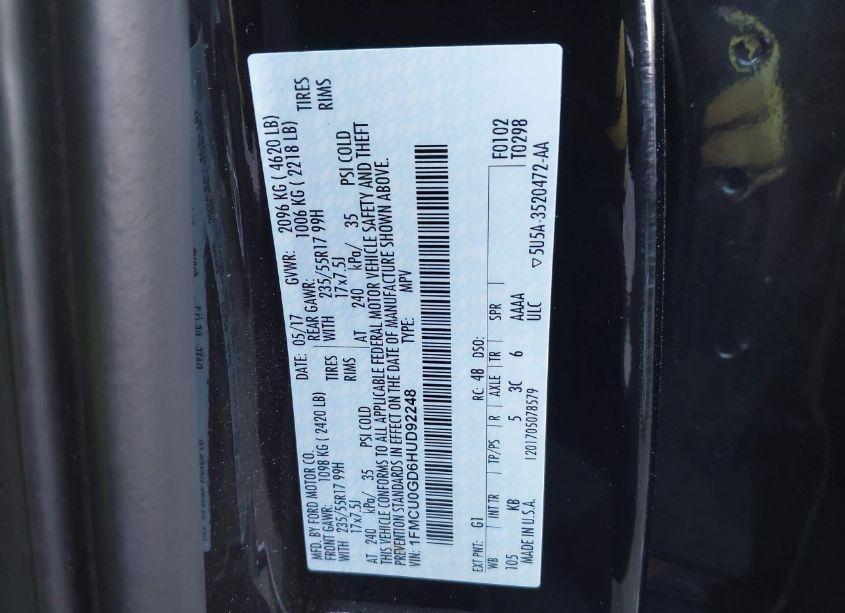 MFD. BY FORD MOTOR CO.
DATE: 05/17 GVWR: 2096 KG ( 4620 LB)
FRONT GAWR: 1098 KG ( 2420 LB) REAR GAWR: 1006 KG ( 2218 LB)
WITH 235/55R17 99H TIRES WITH 235/55R17 99H TIRES
17x7.5J RIMS 17x7.5J RIMS
AT 240 kPa/ 35 PSI COLD AT 240 kPa/ 35 PSI COLD
THIS VEHICLE CONFORMS TO ALL APPLICABLE FEDERAL MOTOR VEHICLE SAFETY AND THEFT
PREVENTION STANDARDS IN EFFECT ON THE DATE OF MANUFACTURE SHOWN ABOVE.
VIN: 1FMCU0GD6HUD92248 TYPE: MPV
EXT PNT: G1 RC: 48 DSO: F0102
T0298
WB INT TR TP/PS R AXLE TR SPR
105 KB 5 3C 6 AAAA
ULC
MADE IN U.S.A. 1201705078579 ▽5U5A-3520472-AA